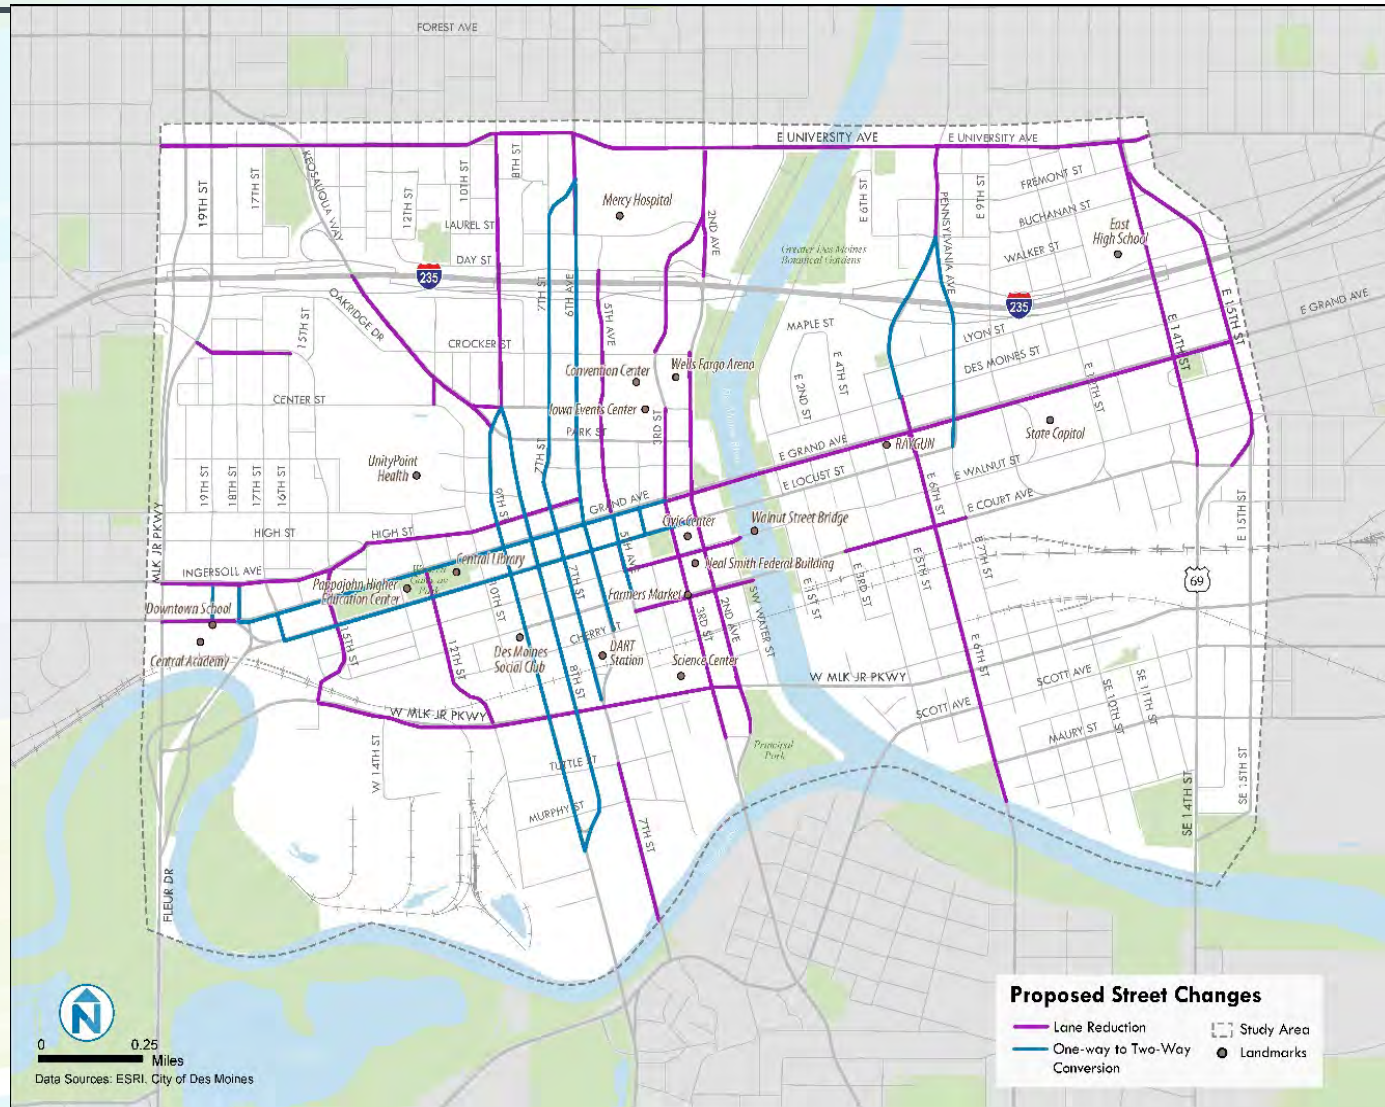 FOREST AVE
E UNIVERSITY AVE
E UNIVERSITY AVE
KEOSAUQUA WAY
19TH ST
17TH ST
12TH ST
10TH ST
8TH ST
Mercy Hospital
2ND AVE
E 6TH ST
PENNSYLVANIA AVE
E 9TH ST
FREMONT ST
BUCHANAN ST
WALKER ST
East
High School
LAUREL ST
DAY ST
Greater Des Moines
Botanical Gardens
235
235
7TH ST
6TH AVE
5TH AVE
OAKRIDGE DR
15TH ST
CROCKER ST
MAPLE ST
LYON ST
DES MOINES ST
E 14TH ST
E 15TH ST
E GRAND AVE
Convention Center
Wells Fargo Arena
E 4TH ST
E 2ND ST
E 12TH ST
CENTER ST
Iowa Events Center
PARK ST
3RD ST
Des Moines River
E GRAND AVE
RAYGUN
State Capitol
UnityPoint
Health
7TH ST
E LOCUST ST
E WALNUT ST
E COURT AVE
E 6TH ST
19TH ST
18TH ST
17TH ST
16TH ST
9TH ST
GRAND AVE
MLK JR PKWY
HIGH ST
HIGH ST
Civic Center
Walnut Street Bridge
E 15TH ST
INGERSOLL AVE
Central Library
5TH AVE
Neal Smith Federal Building
E 1ST ST
E 3RD ST
E 5TH ST
E 7TH ST
69
Pappajohn Higher
Education Center
Downtown School
Central Academy
10TH ST
7TH ST
Farmers Market
SW WATER ST
15TH ST
12TH ST
CHERRY ST
3RD ST
2ND AVE
Des Moines
Social Club
DART
Station
Science Center
8TH ST
E 6TH ST
W MLK JR PKWY
W MLK JR PKWY
SCOTT AVE
SCOTT AVE
SE 10TH ST
SE 11TH ST
MAURY ST
W 14TH ST
TUTTLE ST
Principal
Park
MURPHY ST
7TH ST
SE 14TH ST
SE 15TH ST
FLEUR DR
N
0 0.25
Miles
Data Sources: ESRI, City of Des Moines
Proposed Street Changes
Lane Reduction
One-way to Two-Way
Conversion
Study Area
Landmarks